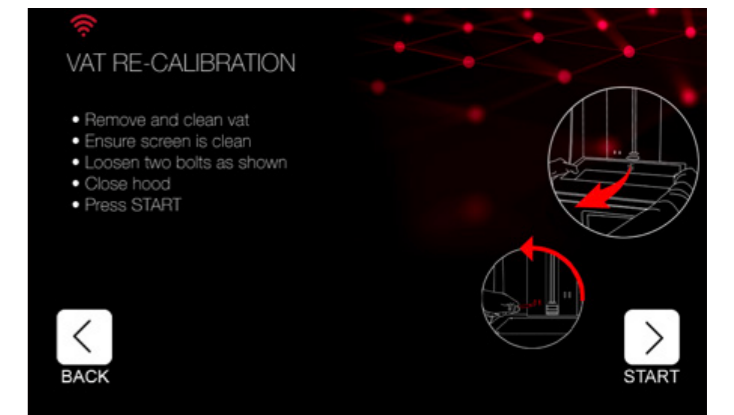 VAT RE-CALIBRATION
• Remove and clean vat
• Ensure screen is clean
• Loosen two bolts as shown
• Close hood
• Press START
BACK
START